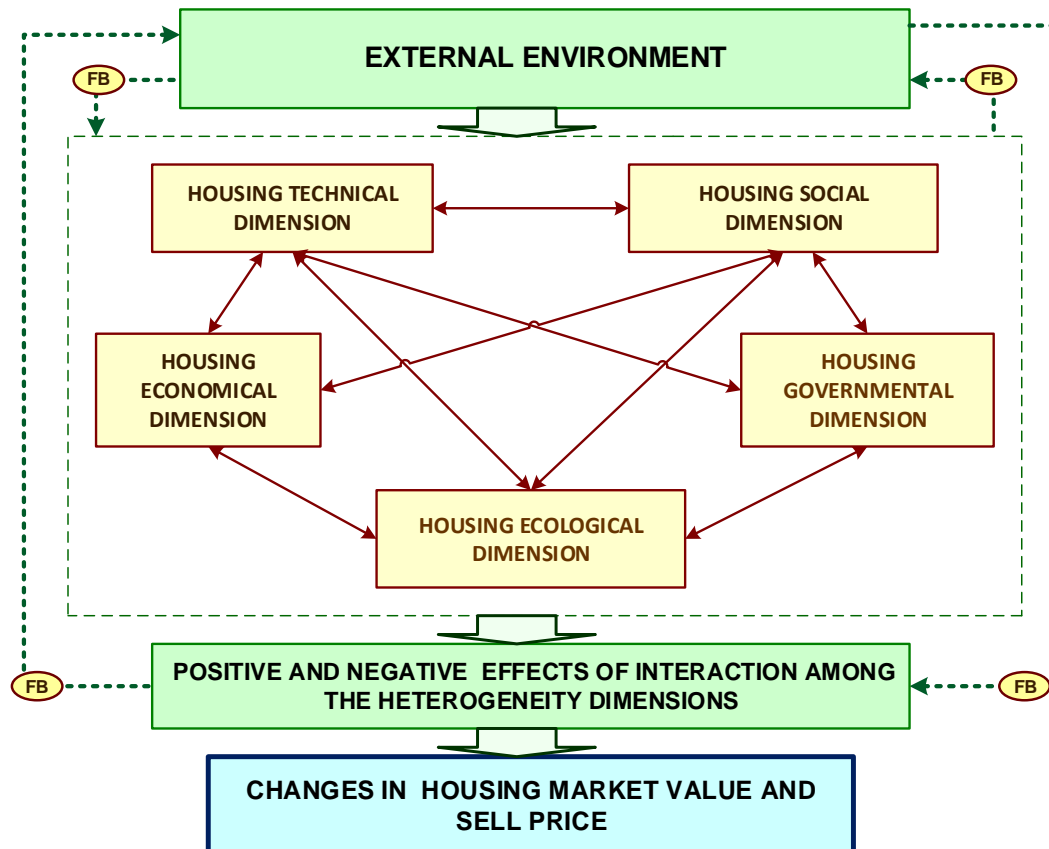 EXTERNAL ENVIRONMENT
FB
FB
HOUSING TECHNICAL
DIMENSION
HOUSING SOCIAL
DIMENSION
HOUSING
ECONOMICAL
DIMENSION
HOUSING
GOVERNMENTAL
DIMENSION
HOUSING ECOLOGICAL
DIMENSION
POSITIVE AND NEGATIVE  EFFECTS OF INTERACTION AMONG
THE HETEROGENEITY DIMENSIONS
FB
FB
CHANGES IN  HOUSING MARKET VALUE AND
SELL PRICE